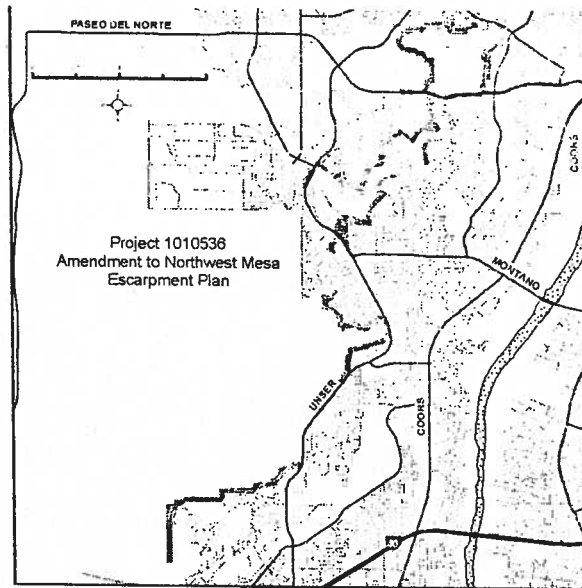 PASEO DEL NORTE
COORS
Project 1010536
Amendment to Northwest Mesa
Escarpment Plan
MONTANO
UNSER
COORS